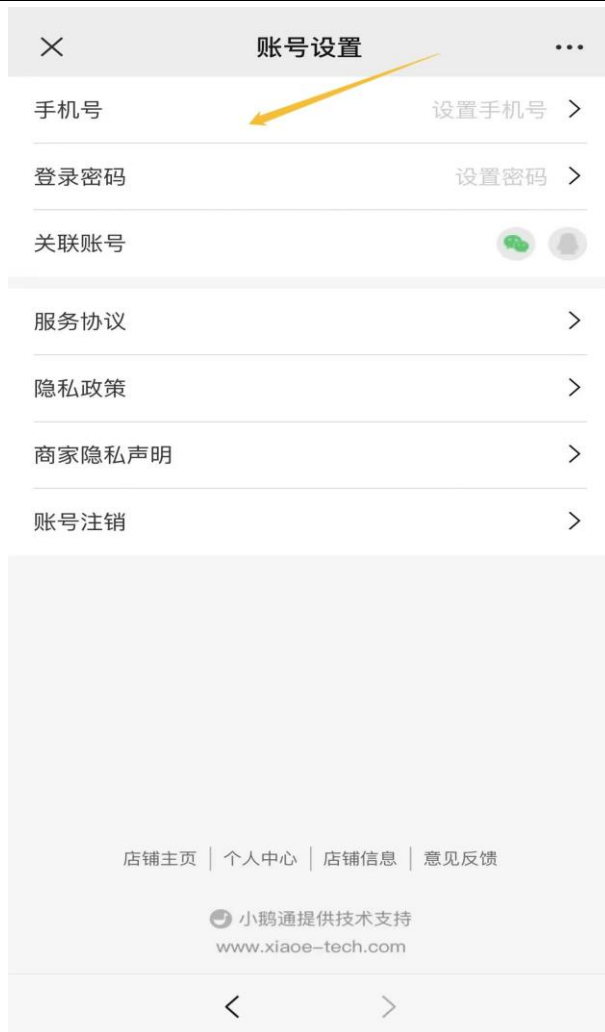 账号设置
手机号 设置手机号
登录密码 设置密码
关联账号
服务协议
隐私政策
商家隐私声明
账号注销
店铺主页 | 个人中心 | 店铺信息 | 意见反馈
小鹅通提供技术支持
www.xiaoe-tech.com